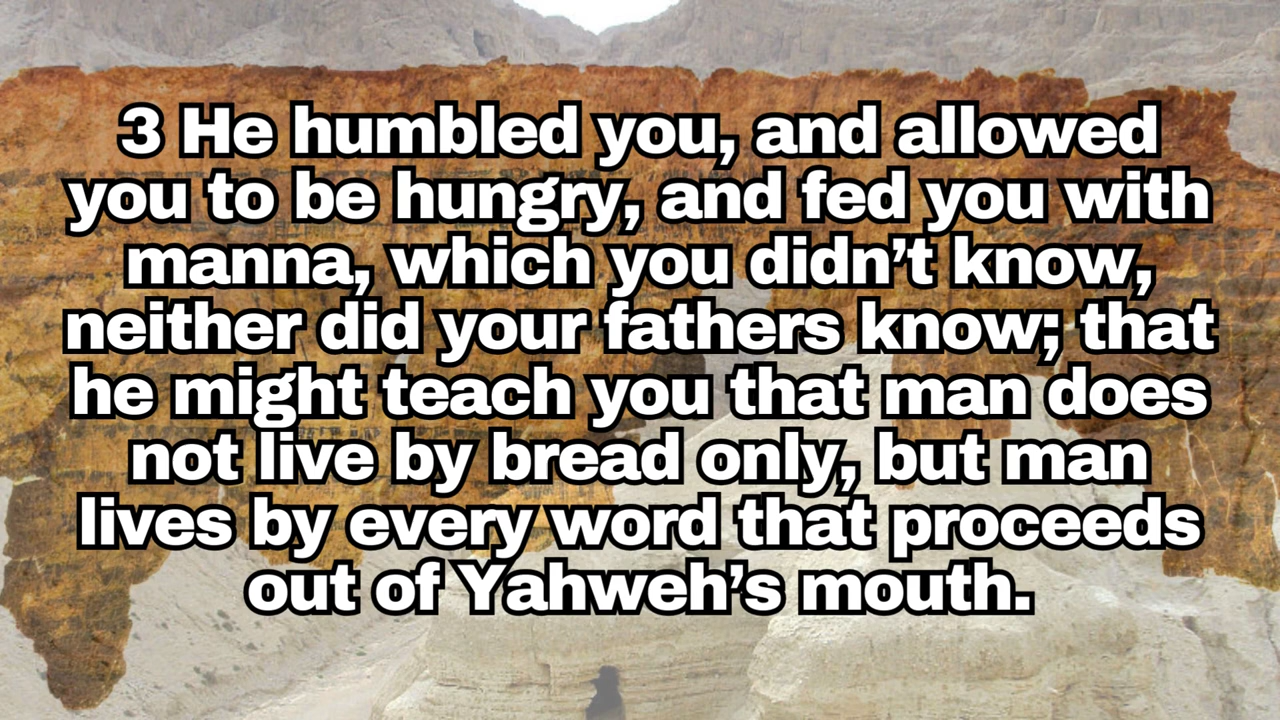 3 He humbled you, and allowed
you to be hungry, and fed you with
manna, which you didn’t know,
neither did your fathers know; that
he might teach you that man does
not live by bread only, but man
lives by every word that proceeds
out of Yahweh’s mouth.